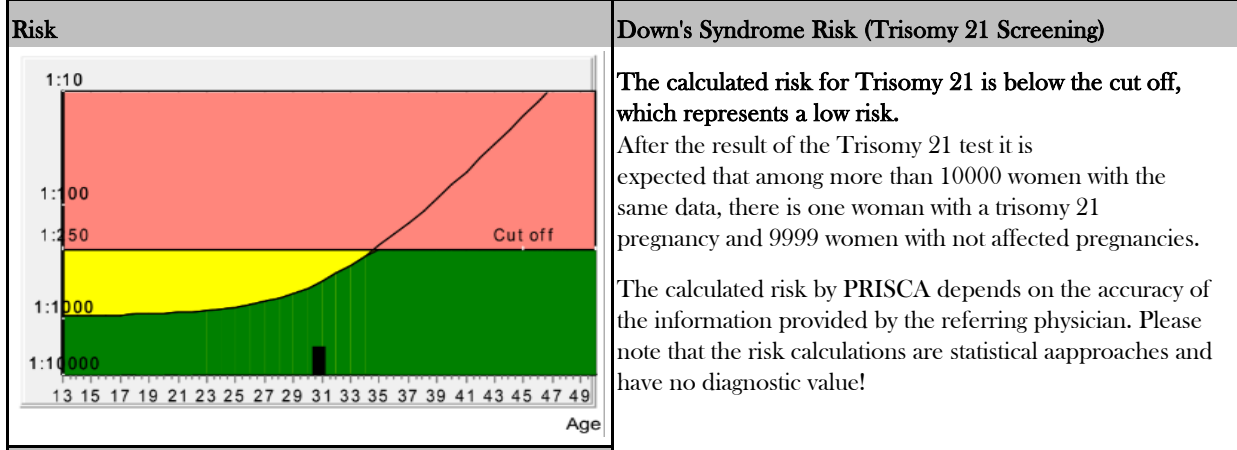 Risk
1:10
1:100
1:250
Cut off
1:1000
1:10000
13 15 17 19 21 23 25 27 29 31 33 35 37 39 41 43 45 47 49
Age
Down's Syndrome Risk (Trisomy 21 Screening)
The calculated risk for Trisomy 21 is below the cut off,
which represents a low risk.
After the result of the Trisomy 21 test it is
expected that among more than 10000 women with the
same data, there is one woman with a trisomy 21
pregnancy and 9999 women with not affected pregnancies.
The calculated risk by PRISCA depends on the accuracy of
the information provided by the referring physician. Please
note that the risk calculations are statistical aapproaches and
have no diagnostic value!